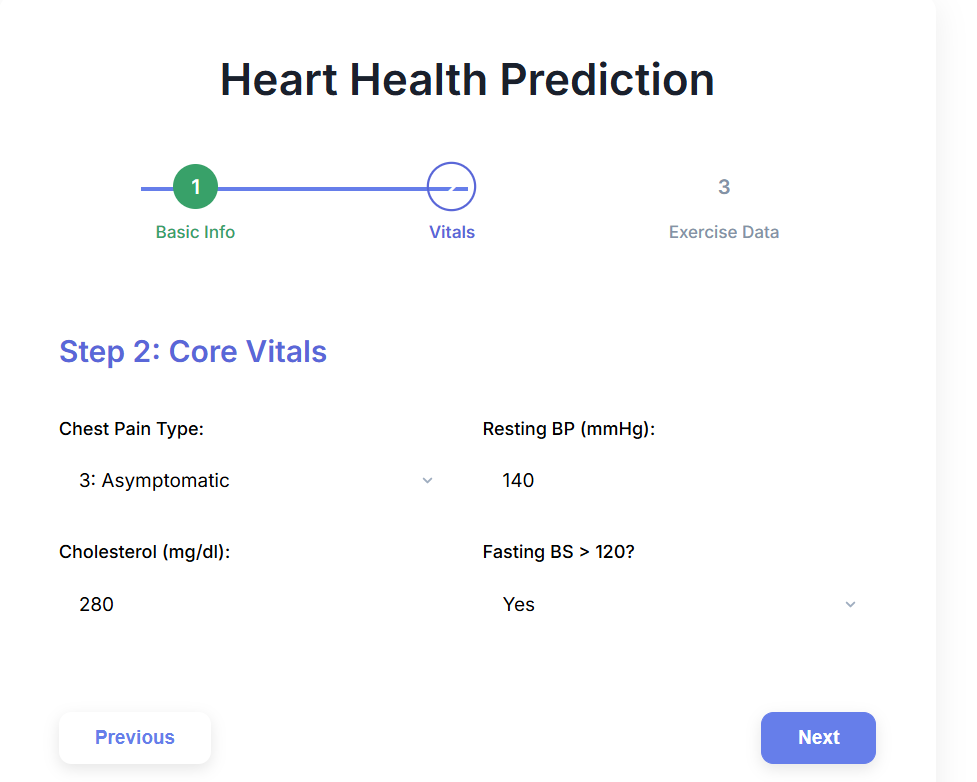 Heart Health Prediction
1 2 3
Basic Info Vitals Exercise Data
Step 2: Core Vitals
Chest Pain Type: Resting BP (mmHg):
3: Asymptomatic 140
Cholesterol (mg/dl): Fasting BS > 120?
280 Yes
Previous Next